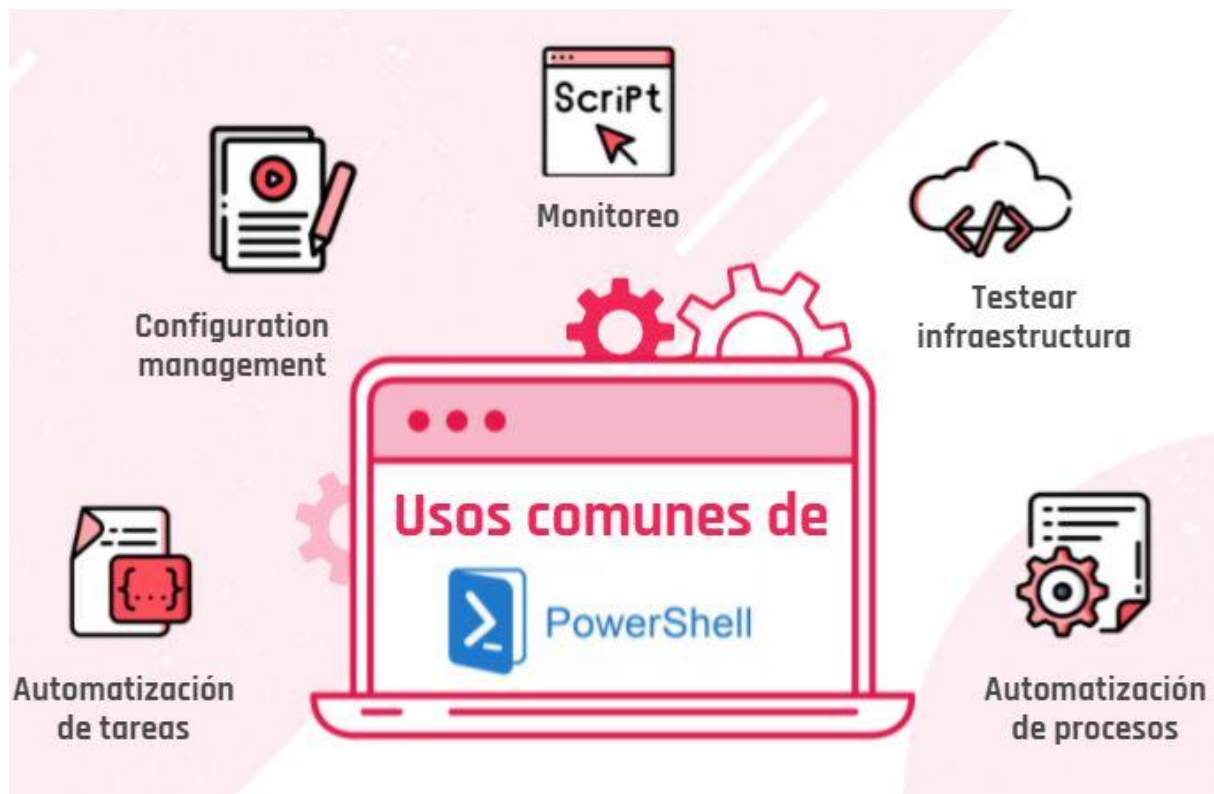 ScriPt
Monitoreo
Configuration
management
Testear
infraestructura
Usos comunes de
PowerShell
{...}
Automatización
de tareas
Automatización
de procesos